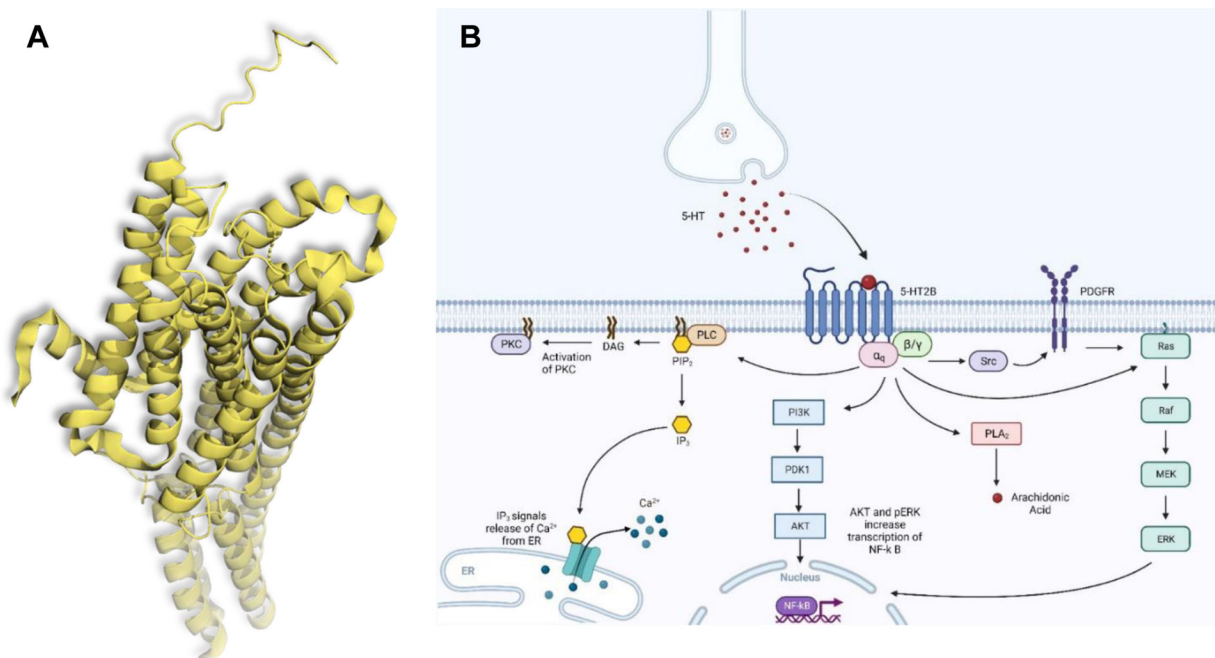 A
B
5-HT
5-HT2B
PDGFR
PKC
Activation
of PKC
DAG
PIP₂
PLC
αq
β/γ
Src
Ras
IP₃
PI3K
PLA₂
Raf
PDK1
Arachidonic
Acid
MEK
IP₃ signals
release of Ca²⁺
from ER
Ca²⁺
AKT
AKT and pERK
increase
transcription of
NF-k B
ERK
ER
Nucleus
NF-kB